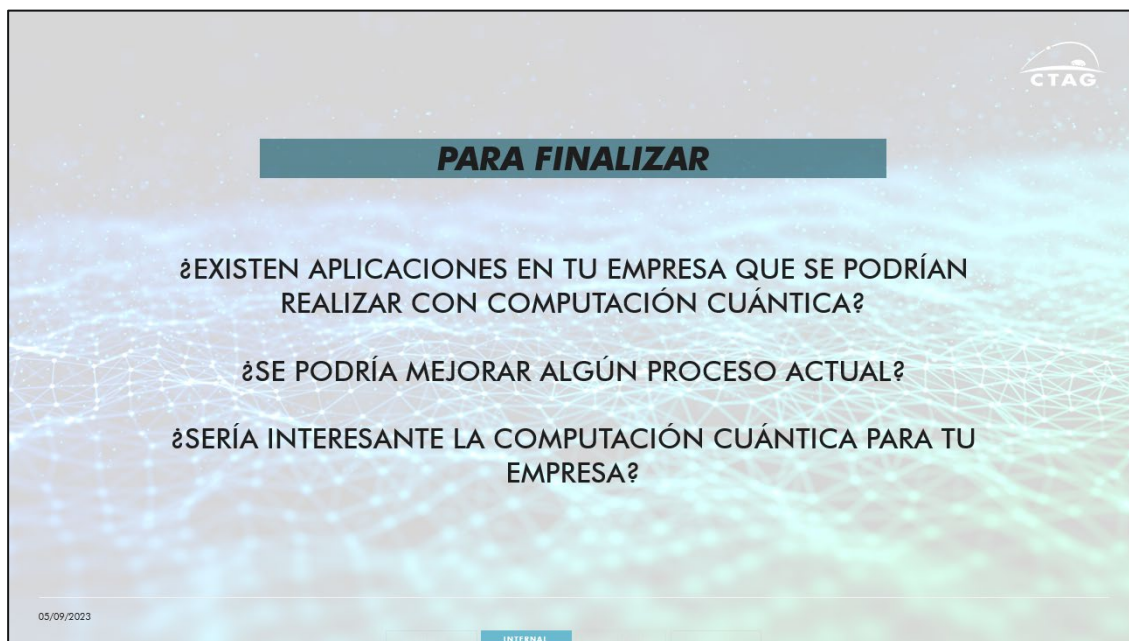 CTAG
PARA FINALIZAR
¿EXISTEN APLICACIONES EN TU EMPRESA QUE SE PODRÍAN
REALIZAR CON COMPUTACIÓN CUÁNTICA?
¿SE PODRÍA MEJORAR ALGÚN PROCESO ACTUAL?
¿SERÍA INTERESANTE LA COMPUTACIÓN CUÁNTICA PARA TU
EMPRESA?
05/09/2023
INTERNAL